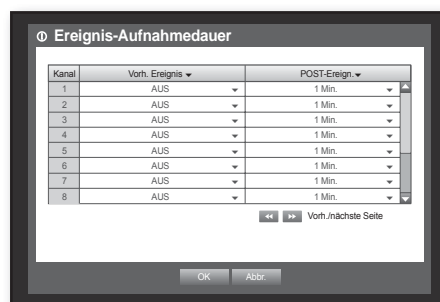 Ereignis-Aufnahmedauer
Kanal Vorh. Ereignis POST-Ereign.
1 AUS 1 Min.
2 AUS 1 Min.
3 AUS 1 Min.
4 AUS 1 Min.
5 AUS 1 Min.
6 AUS 1 Min.
7 AUS 1 Min.
8 AUS 1 Min.
Vorh./nächste Seite
OK Abbr.